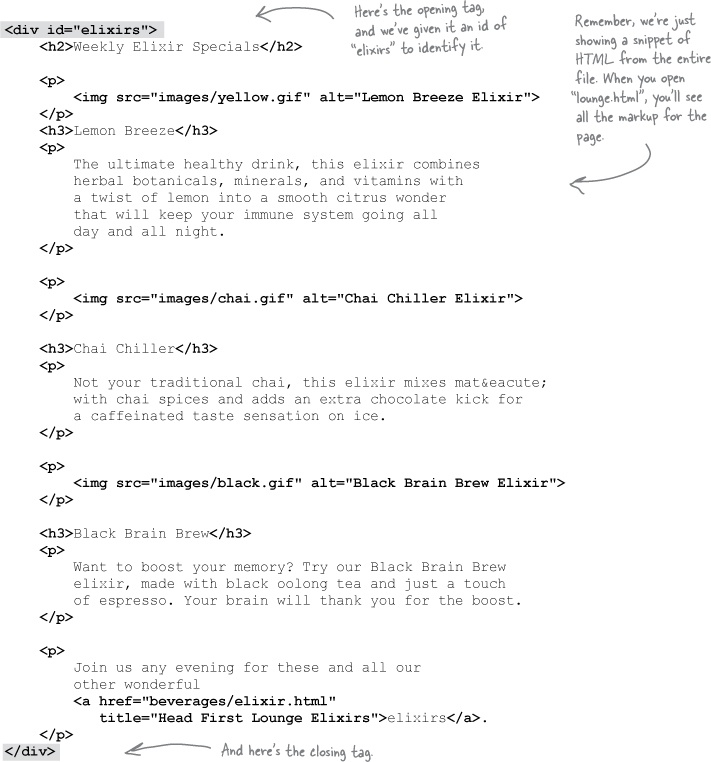 Here's the opening tag,
and we've given it an id of
"elixirs" to identify it.
Remember, we're just
showing a snippet of
HTML from the entire
file. When you open
"lounge.html", you'll see
all the markup for the
page.
<div id="elixirs">
<h2>Weekly Elixir Specials</h2>
<p>
<img src="images/yellow.gif" alt="Lemon Breeze Elixir">
</p>
<h3>Lemon Breeze</h3>
<p>
The ultimate healthy drink, this elixir combines
herbal botanicals, minerals, and vitamins with
a twist of lemon into a smooth citrus wonder
that will keep your immune system going all
day and all night.
</p>
<p>
<img src="images/chai.gif" alt="Chai Chiller Elixir">
</p>
<h3>Chai Chiller</h3>
<p>
Not your traditional chai, this elixir mixes mat&eacute;
with chai spices and adds an extra chocolate kick for
a caffeinated taste sensation on ice.
</p>
<p>
<img src="images/black.gif" alt="Black Brain Brew Elixir">
</p>
<h3>Black Brain Brew</h3>
<p>
Want to boost your memory? Try our Black Brain Brew
elixir, made with black oolong tea and just a touch
of espresso. Your brain will thank you for the boost.
</p>
<p>
Join us any evening for these and all our
other wonderful
<a href="beverages/elixir.html"
title="Head First Lounge Elixirs">elixirs</a>.
</p>
</div>
And here's the closing tag.